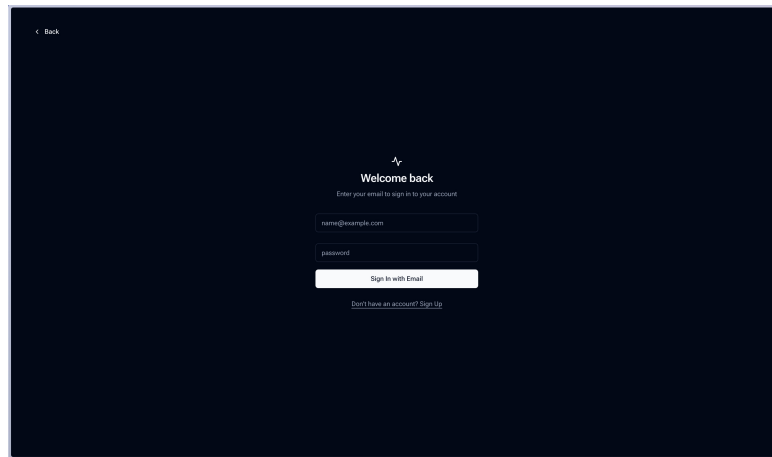 Back
Welcome back
Enter your email to sign in to your account
name@example.com
password
Sign In with Email
Don't have an account? Sign Up